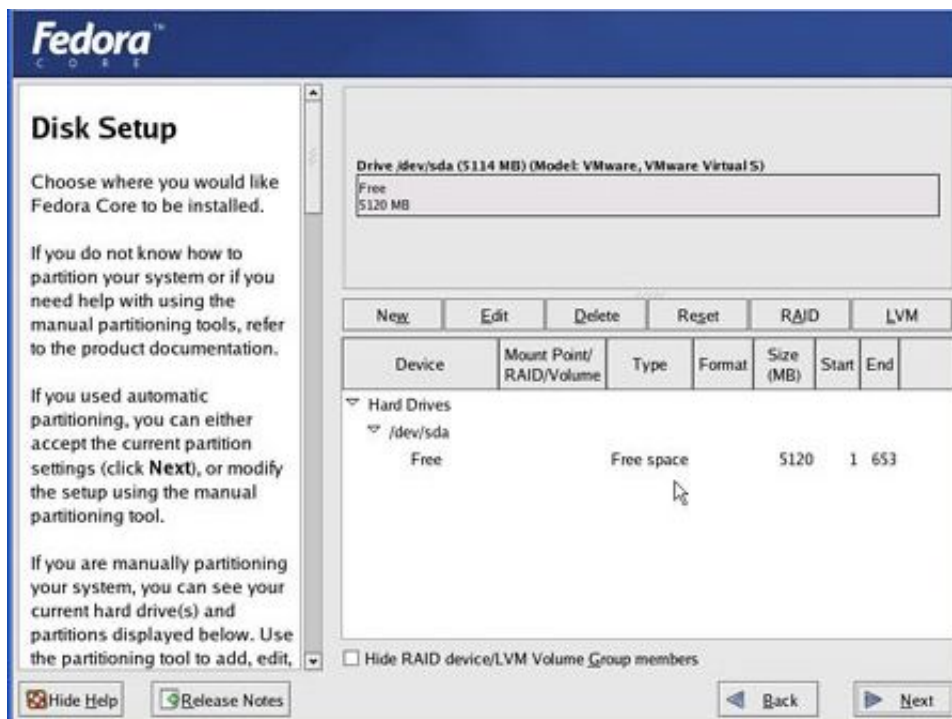 Fedora™
CORE
Disk Setup
Choose where you would like
Fedora Core to be installed.
If you do not know how to
partition your system or if you
need help with using the
manual partitioning tools, refer
to the product documentation.
If you used automatic
partitioning, you can either
accept the current partition
settings (click Next), or modify
the setup using the manual
partitioning tool.
If you are manually partitioning
your system, you can see your
current hard drive(s) and
partitions displayed below. Use
the partitioning tool to add, edit,
Drive /dev/sda (5114 MB) (Model: VMware, VMware Virtual S)
Free
5120 MB
New Edit Delete Reset RAID LVM
Device Mount Point/ RAID/Volume Type Format Size (MB) Start End
Hard Drives
/dev/sda
Free Free space 5120 1 653
Hide RAID device/LVM Volume Group members
Hide Help Release Notes Back Next